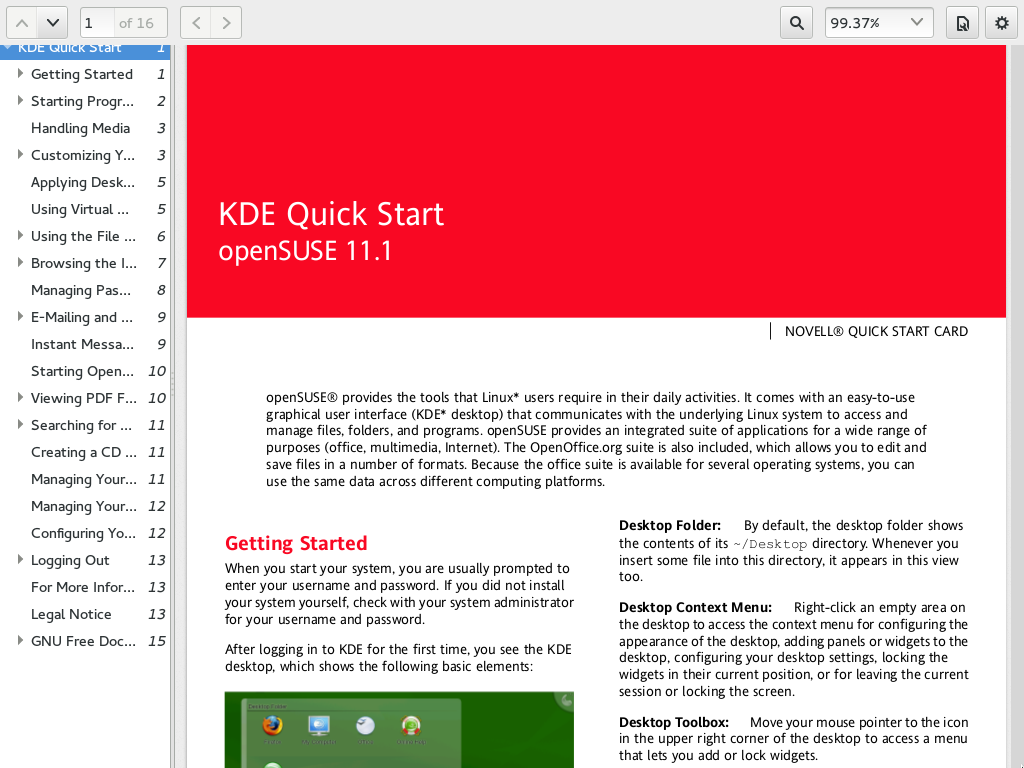 1
of 16
99.37%
KDE Quick Start 1
Getting Started 1
Starting Progr... 2
Handling Media 3
Customizing Y... 3
Applying Desk... 5
Using Virtual ... 5
Using the File ... 6
Browsing the I... 7
Managing Pas... 8
E-Mailing and ... 9
Instant Messa... 9
Starting Open... 10
Viewing PDF F... 10
Searching for ... 11
Creating a CD ... 11
Managing Your... 11
Managing Your... 12
Configuring Yo... 12
Logging Out 13
For More Infor... 13
Legal Notice 13
GNU Free Doc... 15
KDE Quick Start
openSUSE 11.1
NOVELL® QUICK START CARD
openSUSE® provides the tools that Linux* users require in their daily activities. It comes with an easy-to-use
graphical user interface (KDE* desktop) that communicates with the underlying Linux system to access and
manage files, folders, and programs. openSUSE provides an integrated suite of applications for a wide range of
purposes (office, multimedia, Internet). The OpenOffice.org suite is also included, which allows you to edit and
save files in a number of formats. Because the office suite is available for several operating systems, you can
use the same data across different computing platforms.
Getting Started
When you start your system, you are usually prompted to
enter your username and password. If you did not install
your system yourself, check with your system administrator
for your username and password.
After logging in to KDE for the first time, you see the KDE
desktop, which shows the following basic elements:
Desktop Folder: By default, the desktop folder shows
the contents of its ~/Desktop directory. Whenever you
insert some file into this directory, it appears in this view
too.
Desktop Context Menu: Right-click an empty area on
the desktop to access the context menu for configuring the
appearance of the desktop, adding panels or widgets to the
desktop, configuring your desktop settings, locking the
widgets in their current position, or for leaving the current
session or locking the screen.
Desktop Toolbox: Move your mouse pointer to the icon
in the upper right corner of the desktop to access a menu
that lets you add or lock widgets.